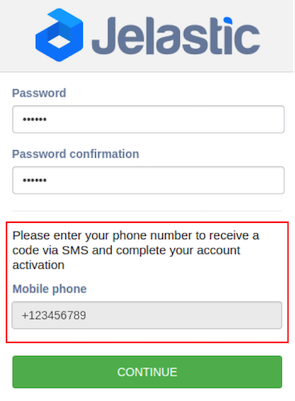 Jelastic
Password
••••••
Password confirmation
••••••
Please enter your phone number to receive a
code via SMS and complete your account
activation
Mobile phone
+123456789
CONTINUE